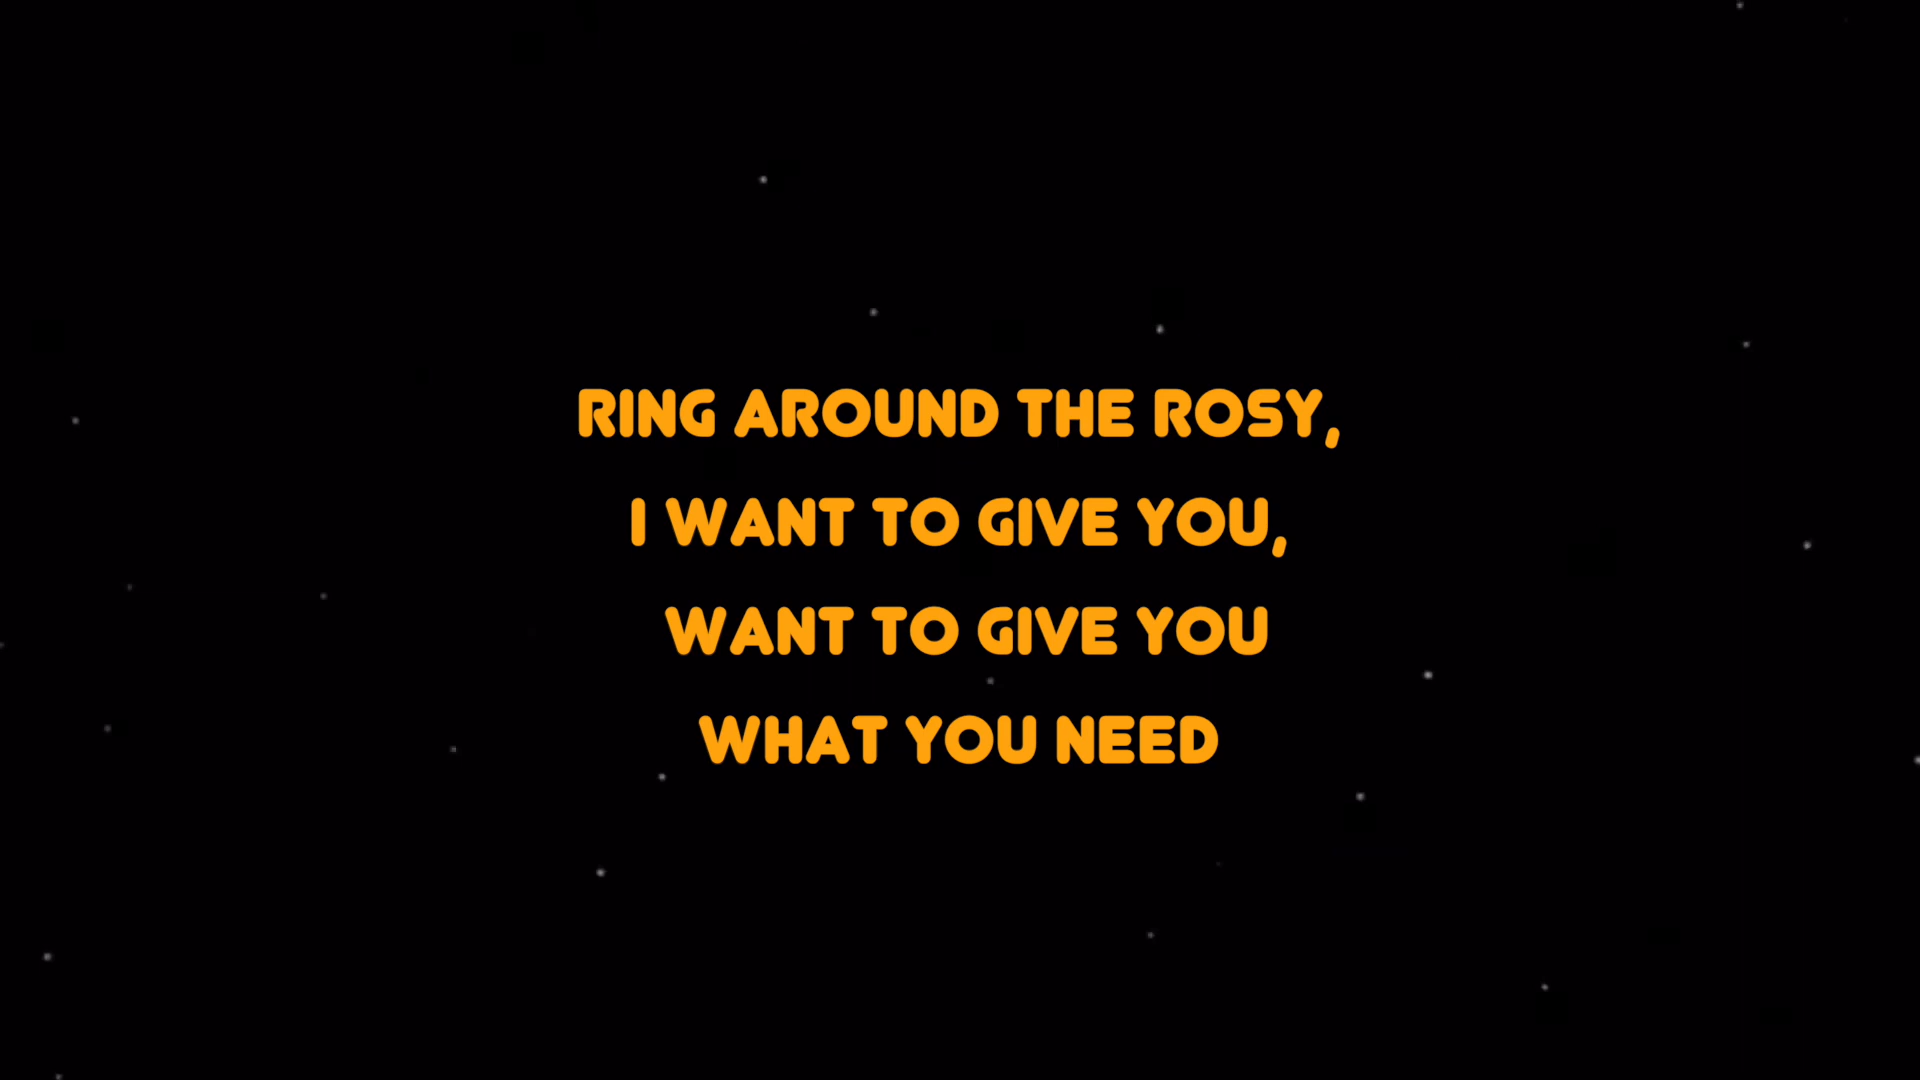 RING AROUND THE ROSY,
I WANT TO GIVE YOU,
WANT TO GIVE YOU
WHAT YOU NEED